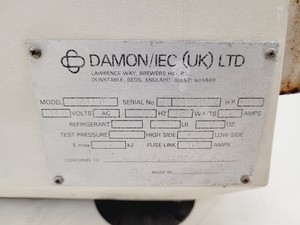 DAMON/IEC (UK) LTD
LAWRENCE WAY, BREWERS HILL RD,
DUNSTABLE, BEDS, ENGLAND
MODEL SERIAL No H.P.
VOLTS AC HZ WATTS AMPS
REFRIGERANT LB OZ.
TEST PRESSURE HIGH SIDE LOW SIDE
E max kJ FUSE LINK AMPS
CONFORMS TO
MADE IN